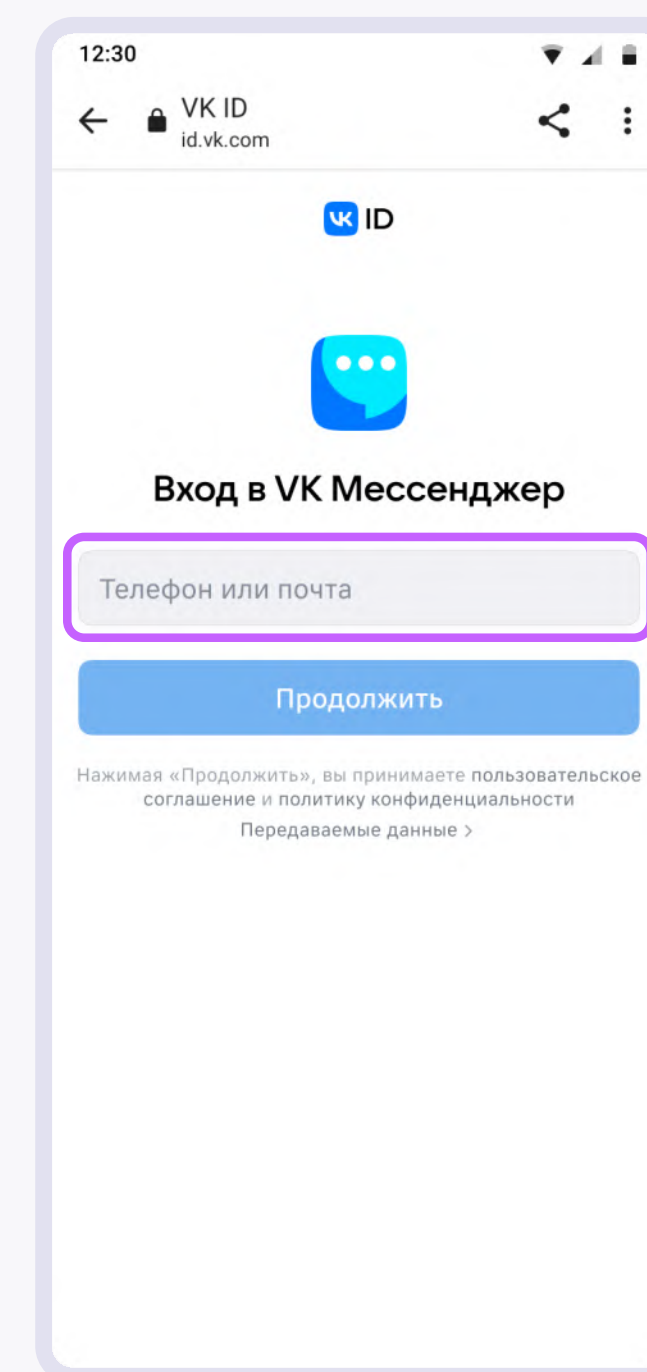 12:30
VK ID
id.vk.com
VK ID
Вход в VK Мессенджер
Телефон или почта
Продолжить
Нажимая «Продолжить», вы принимаете пользовательское
соглашение и политику конфиденциальности
Передаваемые данные >